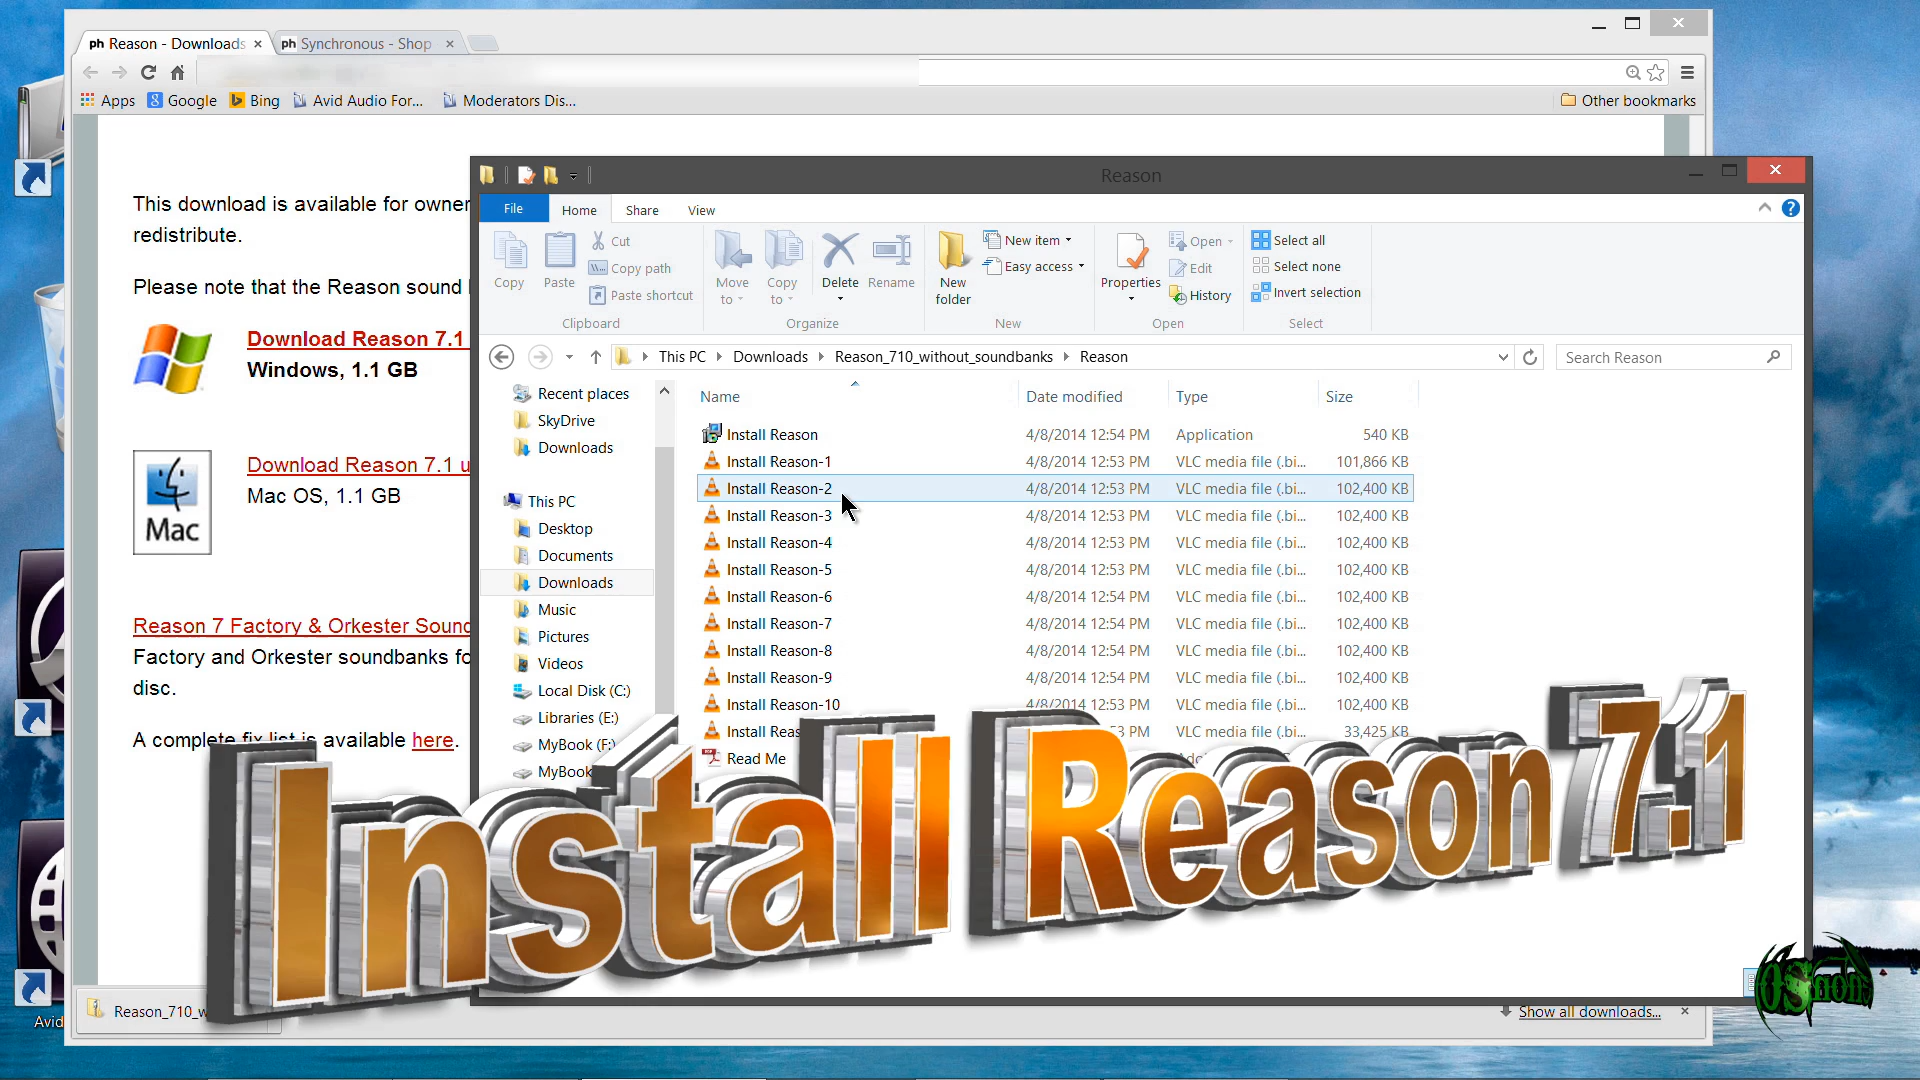 ph Reason - Downloads
ph Synchronous - Shop
Apps
Google
Bing
Avid Audio For...
Moderators Dis...
Other bookmarks
This download is available for owner
redistribute.
Please note that the Reason sound
Download Reason 7.1
Windows, 1.1 GB
Download Reason 7.1 u
Mac OS, 1.1 GB
Mac
Reason 7 Factory & Orkester Sound
Factory and Orkester soundbanks fo
disc.
A complete fix list is available here.
Reason
File
Home
Share
View
Copy
Paste
Cut
Copy path
Paste shortcut
Clipboard
Move to
Copy to
Delete
Rename
Organize
New folder
New item
Easy access
New
Properties
Open
Edit
History
Open
Select all
Select none
Invert selection
Select
This PC
Downloads
Reason_710_without_soundbanks
Reason
Search Reason
Recent places
SkyDrive
Downloads
This PC
Desktop
Documents
Downloads
Music
Pictures
Videos
Local Disk (C:)
Libraries (E:)
MyBook (F:)
MyBook
Name Date modified Type Size
Install Reason 4/8/2014 12:54 PM Application 540 KB
Install Reason-1 4/8/2014 12:53 PM VLC media file (.bi... 101,866 KB
Install Reason-2 4/8/2014 12:53 PM VLC media file (.bi... 102,400 KB
Install Reason-3 4/8/2014 12:53 PM VLC media file (.bi... 102,400 KB
Install Reason-4 4/8/2014 12:53 PM VLC media file (.bi... 102,400 KB
Install Reason-5 4/8/2014 12:53 PM VLC media file (.bi... 102,400 KB
Install Reason-6 4/8/2014 12:54 PM VLC media file (.bi... 102,400 KB
Install Reason-7 4/8/2014 12:54 PM VLC media file (.bi... 102,400 KB
Install Reason-8 4/8/2014 12:54 PM VLC media file (.bi... 102,400 KB
Install Reason-9 4/8/2014 12:54 PM VLC media file (.bi... 102,400 KB
Install Reason-10 4/8/2014 12:53 PM VLC media file (.bi... 102,400 KB
Install Reas 3 PM VLC media file (.bi... 33,425 KB
Read Me
Install Reason 7.1
Avid
Reason_710_w
Show all downloads...